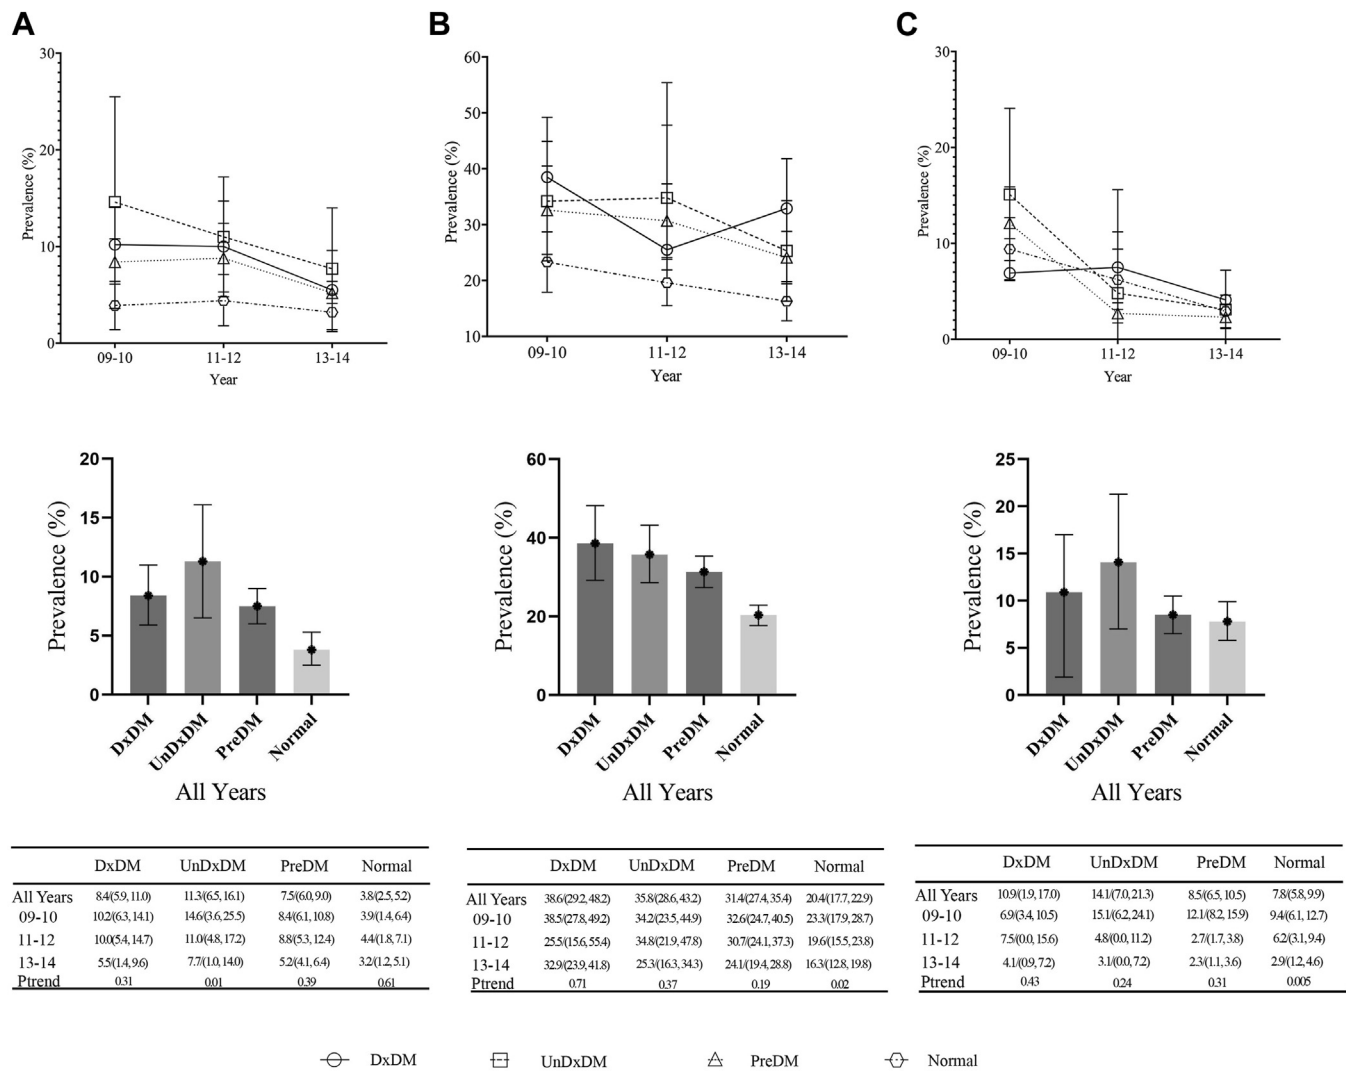 A
B
C
30
20
10
0
Prevalence (%)
09-10
11-12
13-14
Year
60
50
40
30
20
10
Prevalence (%)
09-10
11-12
13-14
Year
30
20
10
0
Prevalence (%)
09-10
11-12
13-14
Year
20
15
10
5
0
Prevalence (%)
DxDM
UnDxDM
PreDM
Normal
All Years
60
40
20
0
Prevalence (%)
DxDM
UnDxDM
PreDM
Normal
All Years
25
20
15
10
5
0
Prevalence (%)
DxDM
UnDxDM
PreDM
Normal
All Years
DxDM UnDxDM PreDM Normal
All Years 8.4(5.9, 11.0) 11.3(6.5, 16.1) 7.5(6.0, 9.0) 3.8(2.5, 5.2)
09-10 10.2(6.3, 14.1) 14.6(3.6, 25.5) 8.4(6.1, 10.8) 3.9(1.4, 6.4)
11-12 10.0(5.4, 14.7) 11.0(4.8, 17.2) 8.8(5.3, 12.4) 4.4(1.8, 7.1)
13-14 5.5(1.4, 9.6) 7.7(1.0, 14.0) 5.2(4.1, 6.4) 3.2(1.2, 5.1)
Ptrend 0.31 0.01 0.39 0.61
DxDM UnDxDM PreDM Normal
All Years 38.6(29.2, 48.2) 35.8(28.6, 43.2) 31.4(27.4, 35.4) 20.4(17.7, 22.9)
09-10 38.5(27.8, 49.2) 34.2(23.5, 44.9) 32.6(24.7, 40.5) 23.3(17.9, 28.7)
11-12 25.5(15.6, 55.4) 34.8(21.9, 47.8) 30.7(24.1, 37.3) 19.6(15.5, 23.8)
13-14 32.9(23.9, 41.8) 25.3(16.3, 34.3) 24.1(19.4, 28.8) 16.3(12.8, 19.8)
Ptrend 0.71 0.37 0.19 0.02
DxDM UnDxDM PreDM Normal
All Years 10.9(1.9, 17.0) 14.1(7.0, 21.3) 8.5(6.5, 10.5) 7.8(5.8, 9.9)
09-10 6.9(3.4, 10.5) 15.1(6.2, 24.1) 12.1(8.2, 15.9) 9.4(6.1, 12.7)
11-12 7.5(0.0, 15.6) 4.8(0.0, 11.2) 2.7(1.7, 3.8) 6.2(3.1, 9.4)
13-14 4.1(0.9, 7.2) 3.1(0.0, 7.2) 2.3(1.1, 3.6) 2.9(1.2, 4.6)
Ptrend 0.43 0.24 0.31 0.005
DxDM UnDxDM PreDM Normal